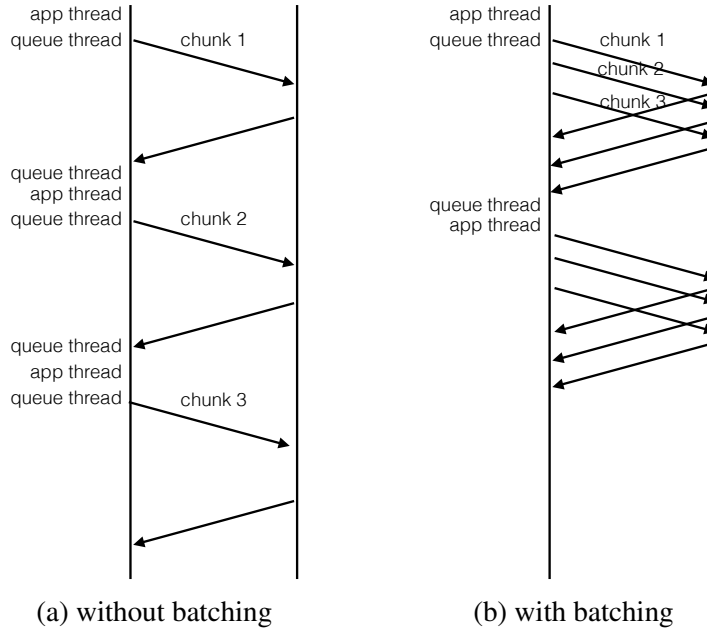 app thread
queue thread
chunk 1
queue thread
app thread
queue thread
chunk 2
queue thread
app thread
queue thread
chunk 3
(a) without batching
app thread
queue thread
chunk 1
chunk 2
chunk 3
queue thread
app thread
(b) with batching